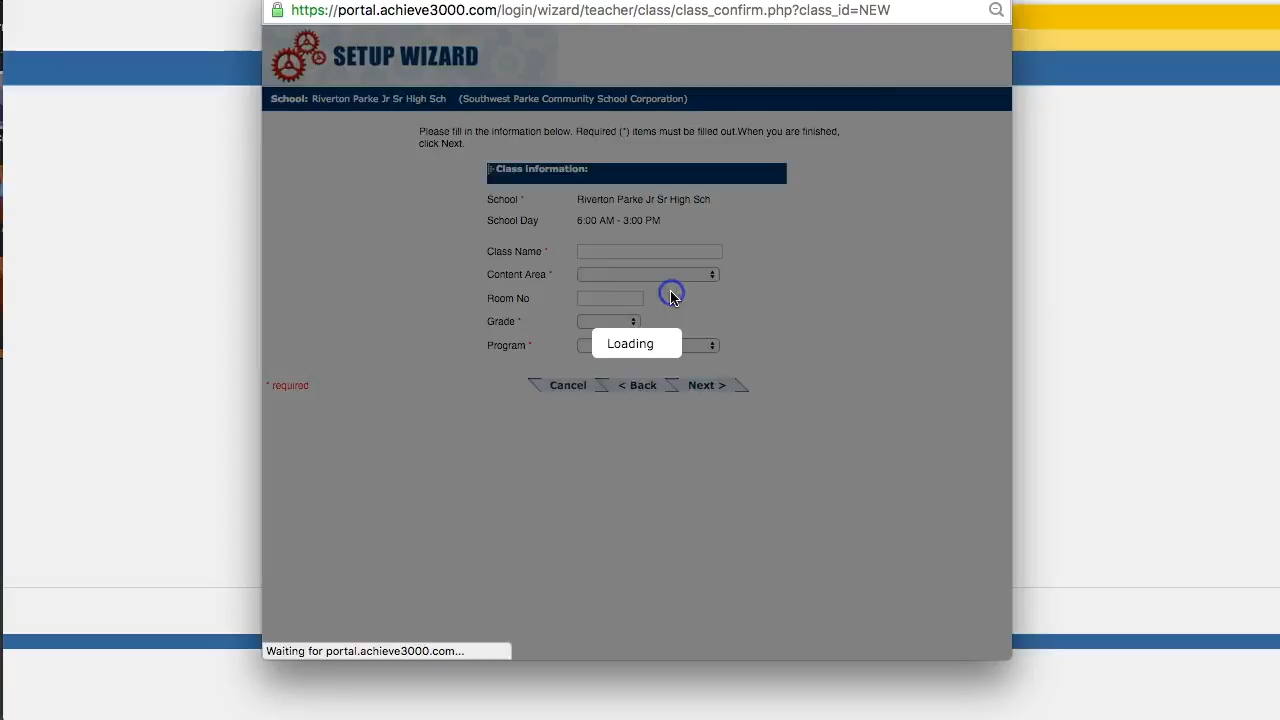 https://portal.achieve3000.com/login/wizard/teacher/class/class_confirm.php?class_id=NEW
SETUP WIZARD
School: Riverton Parke Jr Sr High Sch (Southwest Parke Community School Corporation)
Please fill in the information below. Required (*) items must be filled out.When you are finished,
click Next.
Class information:
School * Riverton Parke Jr Sr High Sch
School Day 6:00 AM - 3:00 PM
Class Name *
Content Area *
Room No
Grade *
Loading
Program *
* required
Cancel < Back Next >
Waiting for portal.achieve3000.com...